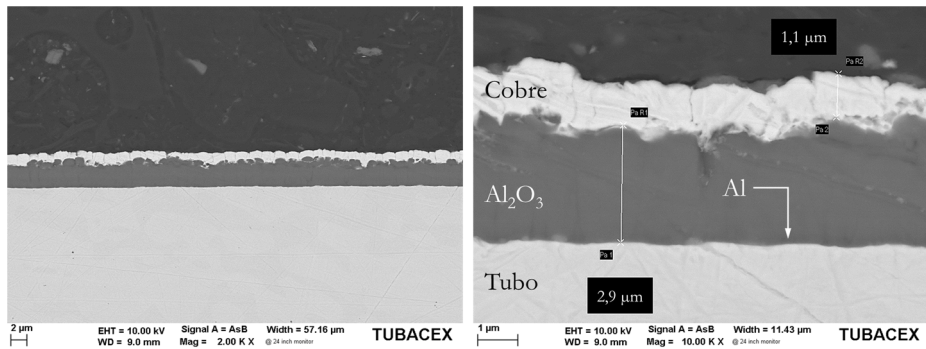 2 µm
EHT = 10.00 kV
WD = 9.0 mm
Signal A = AsB
Mag = 2.00 K X
Width = 57.16 µm
@ 24 inch monitor
TUBACEX
1,1 µm
Pa R2
Cobre
Pa R1
Pa 2
Al₂O₃
Al
Pa 1
Tubo
2,9 µm
1 µm
EHT = 10.00 kV
WD = 9.0 mm
Signal A = AsB
Mag = 10.00 K X
Width = 11.43 µm
@ 24 inch monitor
TUBACEX